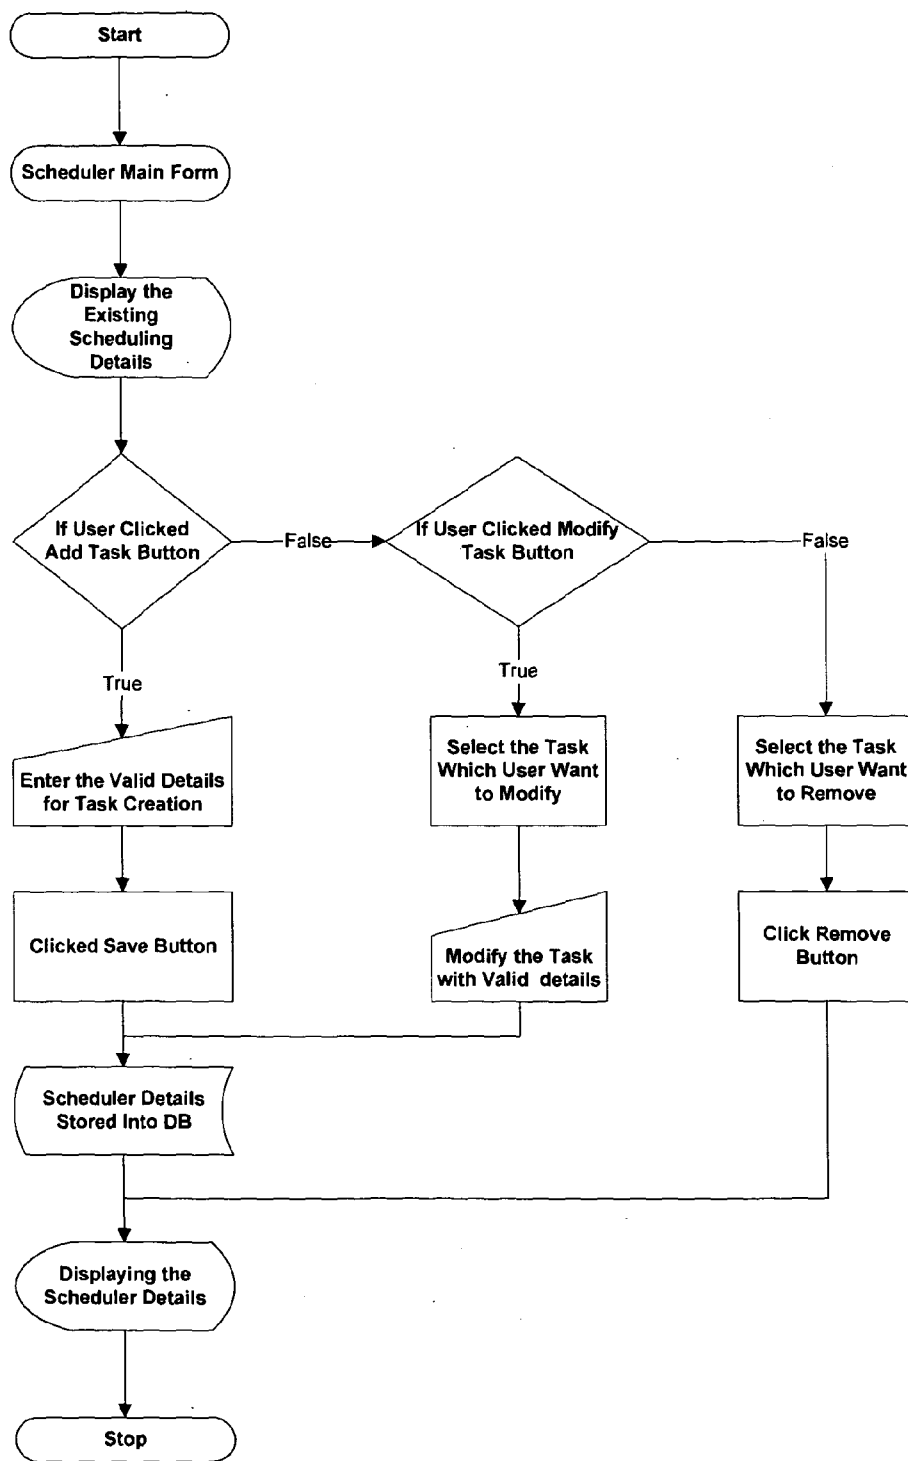 Start
Scheduler Main Form
Display the
Existing
Scheduling
Details
If User Clicked
Add Task Button
False
If User Clicked Modify
Task Button
False
True
True
Enter the Valid Details
for Task Creation
Select the Task
Which User Want
to Modify
Select the Task
Which User Want
to Remove
Clicked Save Button
Modify the Task
with Valid details
Click Remove
Button
Scheduler Details
Stored Into DB
Displaying the
Scheduler Details
Stop